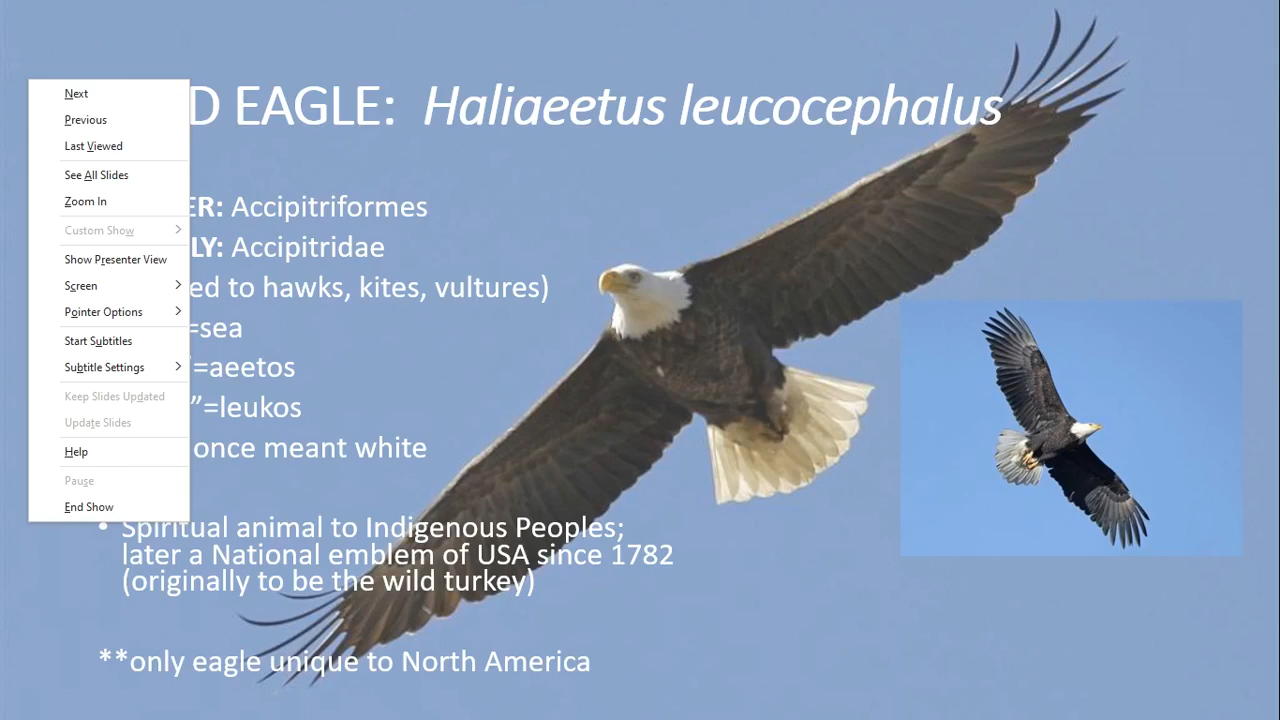 Next
Previous
Last Viewed
See All Slides
Zoom In
Custom Show
Show Presenter View
Screen
Pointer Options
Start Subtitles
Subtitle Settings
Keep Slides Updated
Update Slides
Help
Pause
End Show
D EAGLE: Haliaeetus leucocephalus
ER: Accipitriformes
LY: Accipitridae
ed to hawks, kites, vultures)
=sea
=aeetos
”=leukos
once meant white
• Spiritual animal to Indigenous Peoples;
later a National emblem of USA since 1782
(originally to be the wild turkey)
**only eagle unique to North America